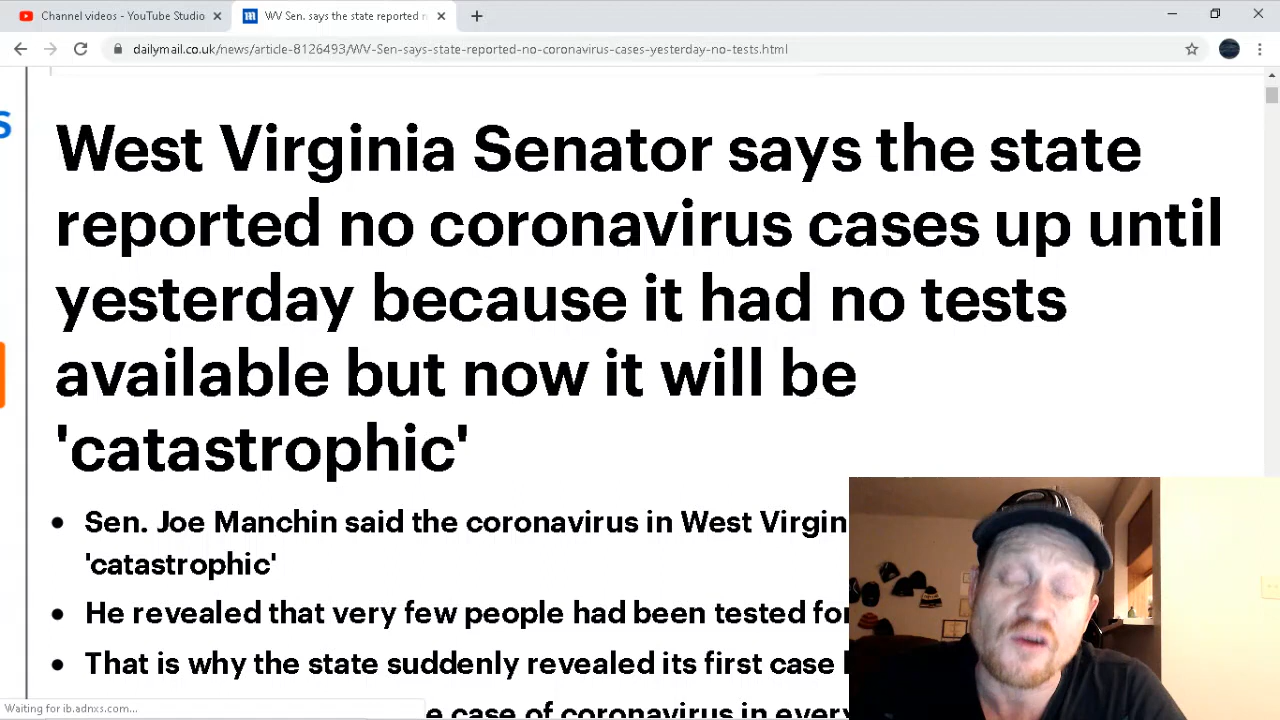 Channel videos - YouTube Studio
WV Sen. says the state reported n
dailymail.co.uk/news/article-8126493/WV-Sen-says-state-reported-no-coronavirus-cases-yesterday-no-tests.html
S
West Virginia Senator says the state
reported no coronavirus cases up until
yesterday because it had no tests
available but now it will be
'catastrophic'
Sen. Joe Manchin said the coronavirus in West Virgin
'catastrophic'
He revealed that very few people had been tested for
That is why the state suddenly revealed its first case
Waiting for ib.adnxs.com...
e case of coronavirus in every